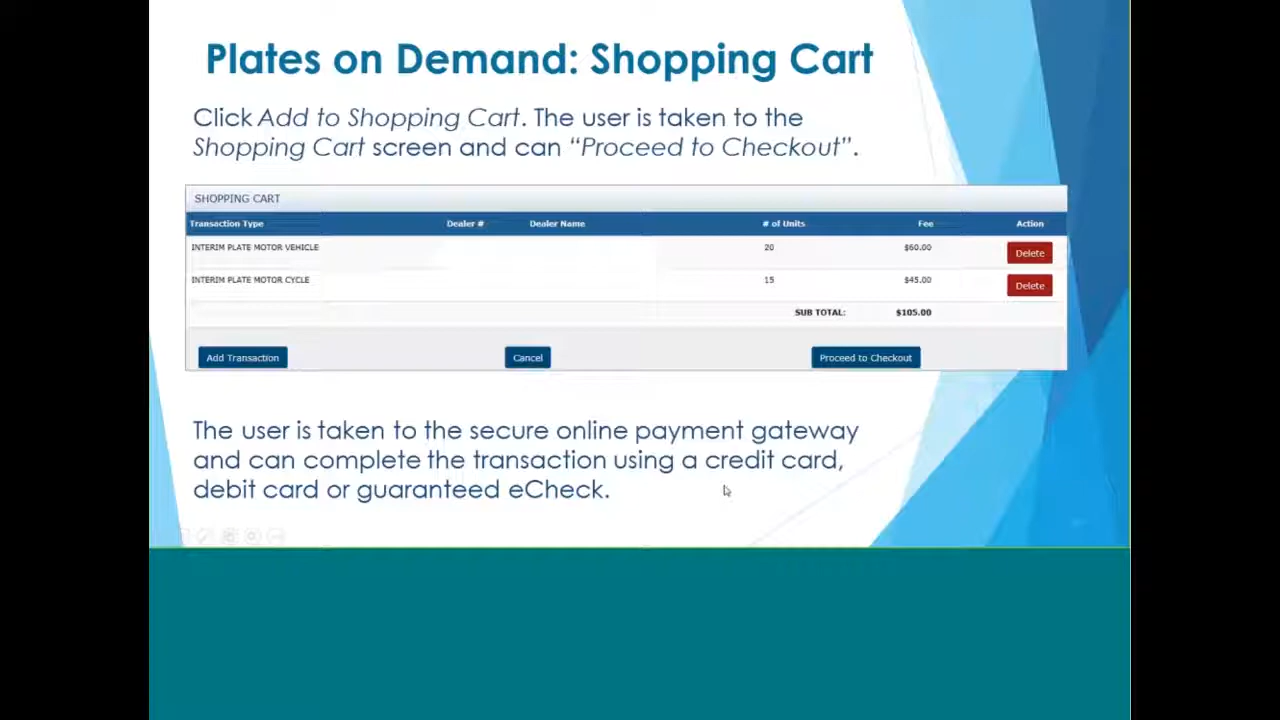 Plates on Demand: Shopping Cart
Click Add to Shopping Cart. The user is taken to the
Shopping Cart screen and can “Proceed to Checkout”.
SHOPPING CART
Transaction Type Dealer # Dealer Name # of Units Fee Action
INTERIM PLATE MOTOR VEHICLE 20 $60.00 Delete
INTERIM PLATE MOTOR CYCLE 15 $45.00 Delete
SUB TOTAL: $105.00
Add Transaction Cancel Proceed to Checkout
The user is taken to the secure online payment gateway
and can complete the transaction using a credit card,
debit card or guaranteed eCheck.